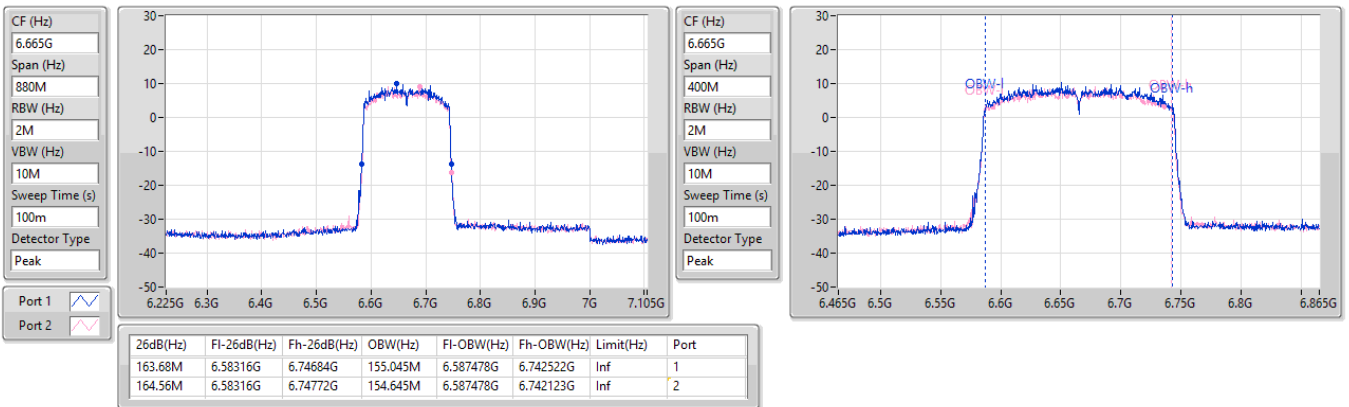 CF (Hz)
6.665G
Span (Hz)
880M
RBW (Hz)
2M
VBW (Hz)
10M
Sweep Time (s)
100m
Detector Type
Peak
Port 1
Port 2
30
20
10
0
-10
-20
-30
-40
-50
6.225G 6.3G 6.4G 6.5G 6.6G 6.7G 6.8G 6.9G 7G 7.105G
CF (Hz)
6.665G
Span (Hz)
400M
RBW (Hz)
2M
VBW (Hz)
10M
Sweep Time (s)
100m
Detector Type
Peak
30
20
10
0
-10
-20
-30
-40
-50
OBW-l
OBW-h
6.465G 6.5G 6.55G 6.6G 6.65G 6.7G 6.75G 6.8G 6.865G
26dB(Hz) Fl-26dB(Hz) Fh-26dB(Hz) OBW(Hz) Fl-OBW(Hz) Fh-OBW(Hz) Limit(Hz) Port
163.68M 6.58316G 6.74684G 155.045M 6.587478G 6.742522G Inf 1
164.56M 6.58316G 6.74772G 154.645M 6.587478G 6.742123G Inf 2